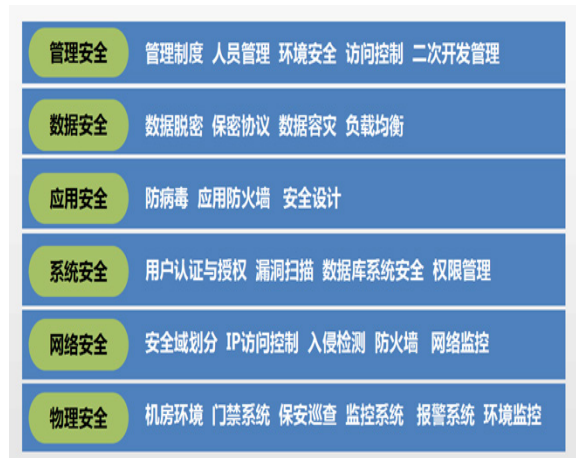 管理安全 管理制度 人员管理 环境安全 访问控制 二次开发管理
数据安全 数据脱密 保密协议 数据容灾 负载均衡
应用安全 防病毒 应用防火墙 安全设计
系统安全 用户认证与授权 漏洞扫描 数据库系统安全 权限管理
网络安全 安全域划分 IP访问控制 入侵检测 防火墙 网络监控
物理安全 机房环境 门禁系统 保安巡查 监控系统 报警系统 环境监控